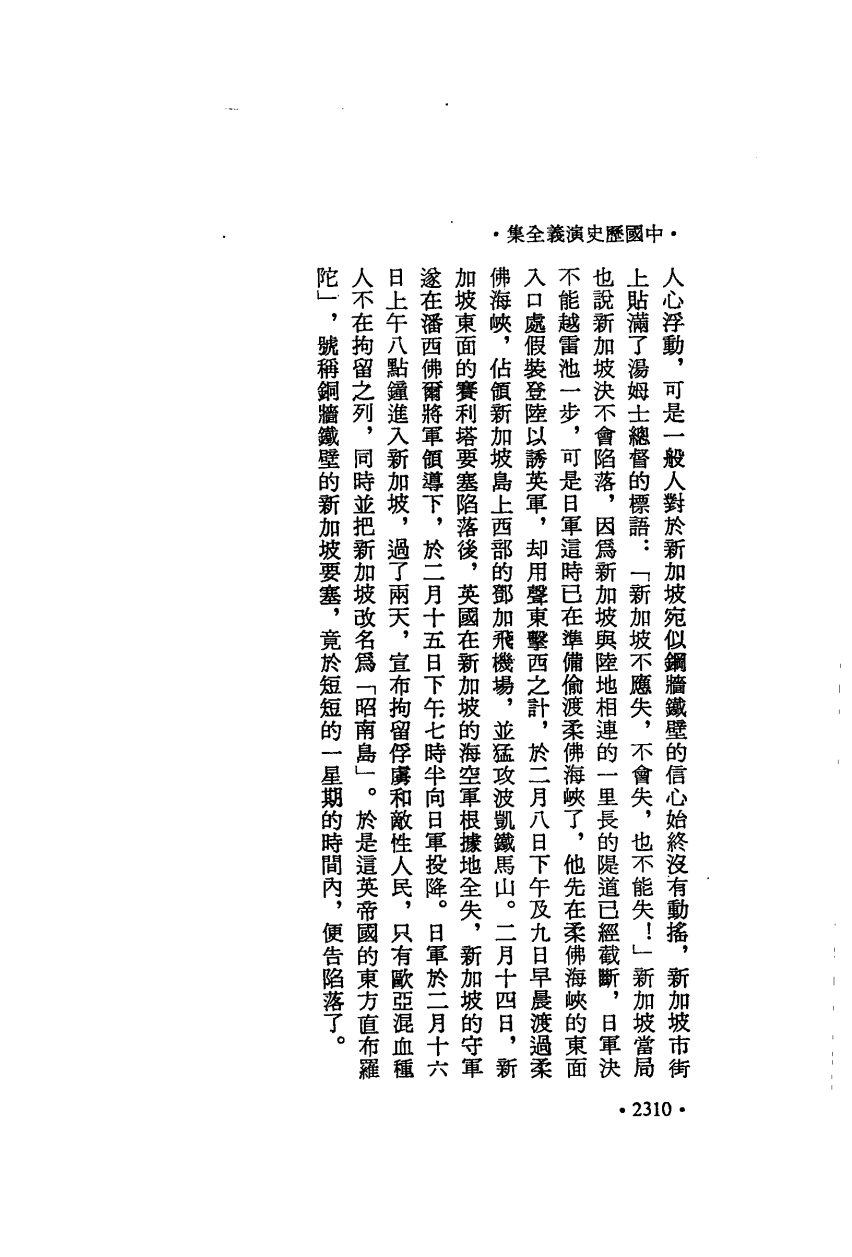 ·中國歷史演義全集·
人心浮動，可是一般人對於新加坡宛似鋼牆鐵壁的信心始終沒有動搖，新加坡市街
上貼滿了湯姆士總督的標語：「新加坡不應失，不會失，也不能失！」新加坡當局
也說新加坡決不會陷落，因爲新加坡與陸地相連的一里長的隄道已經截斷，日軍決
不能越雷池一步，可是日軍這時已在準備偷渡柔佛海峽了，他先在柔佛海峽的東面
入口處假裝登陸以誘英軍，却用聲東擊西之計，於二月八日下午及九日早晨渡過柔
佛海峽，佔領新加坡島上西部的鄧加飛機場，並猛攻波凱鐵馬山。二月十四日，新
加坡東面的賽利塔要塞陷落後，英國在新加坡的海空軍根據地全失，新加坡的守軍
遂在潘西佛爾將軍領導下，於二月十五日下午七時半向日軍投降。日軍於二月十六
日上午八點鐘進入新加坡，過了兩天，宣布拘留俘虜和敵性人民，只有歐亞混血種
人不在拘留之列，同時並把新加坡改名爲「昭南島」。於是這英帝國的東方直布羅
陀」，號稱銅牆鐵壁的新加坡要塞，竟於短短的一星期的時間內，便告陷落了。
·2310·